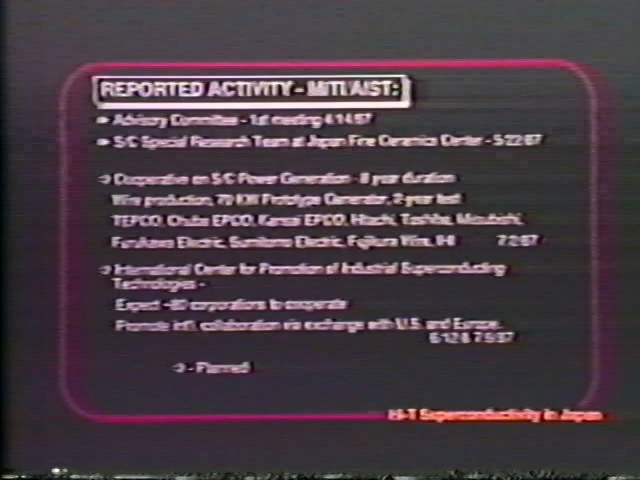 REPORTED ACTIVITY - MITI/AIST:
Advisory Committee - 1st meeting 4.14.87
S/C Special Research Team at Japan Fine Ceramics Center - 5.22.87
Cooperative on S/C Power Generation - 8 year duration
Wire production, 70 KW Prototype Generator, 2-year test
TEPCO, Chubu EPCO, Kansai EPCO, Hitachi, Toshiba, Mitsubishi,
Furukawa Electric, Sumitomo Electric, Fujikura Wire, IHI 7.2.87
International Center for Promotion of Industrial Superconducting
Technologies -
Expect ~80 corporations to cooperate
Promote int'l. collaboration via exchange with U.S. and Europe.
6.12 & 7.5.87
- Planned
Hi-T Superconductivity in Japan